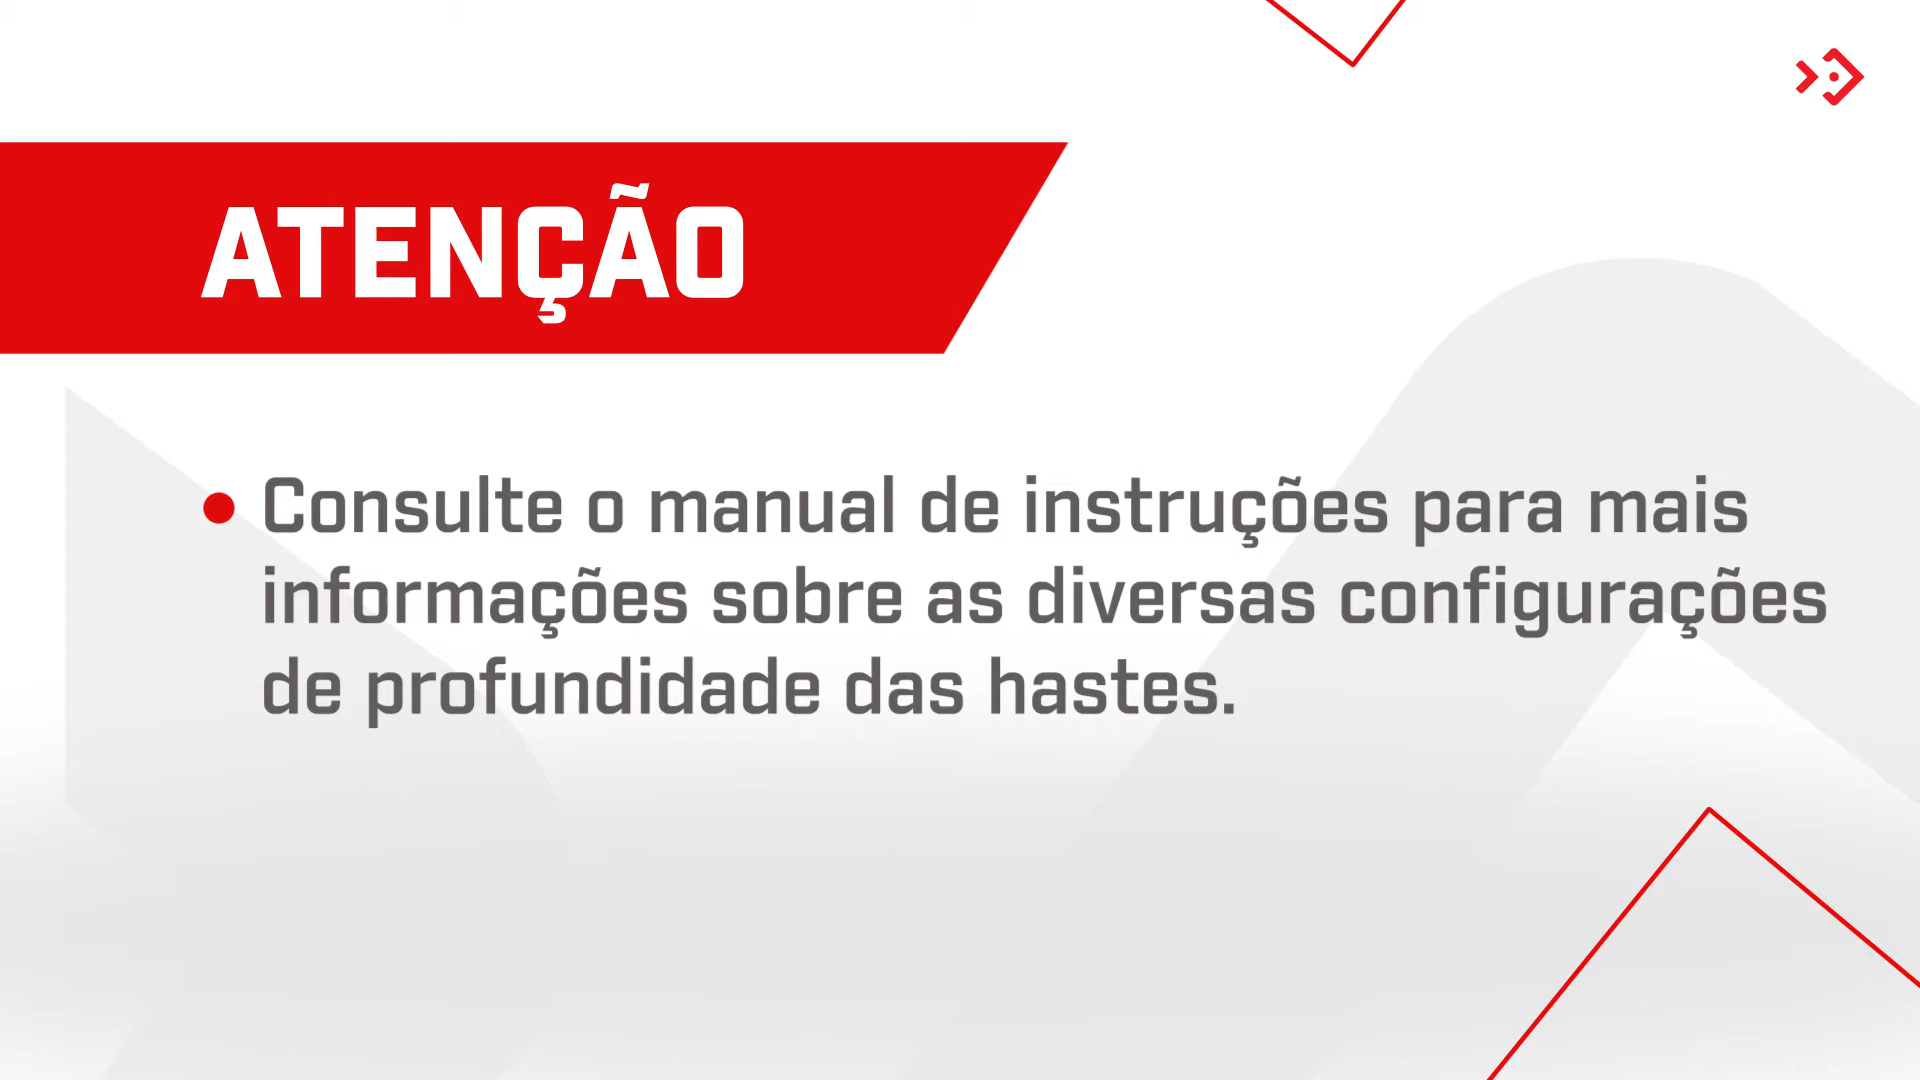 ATENÇÃO
• Consulte o manual de instruções para mais
informações sobre as diversas configurações
de profundidade das hastes.